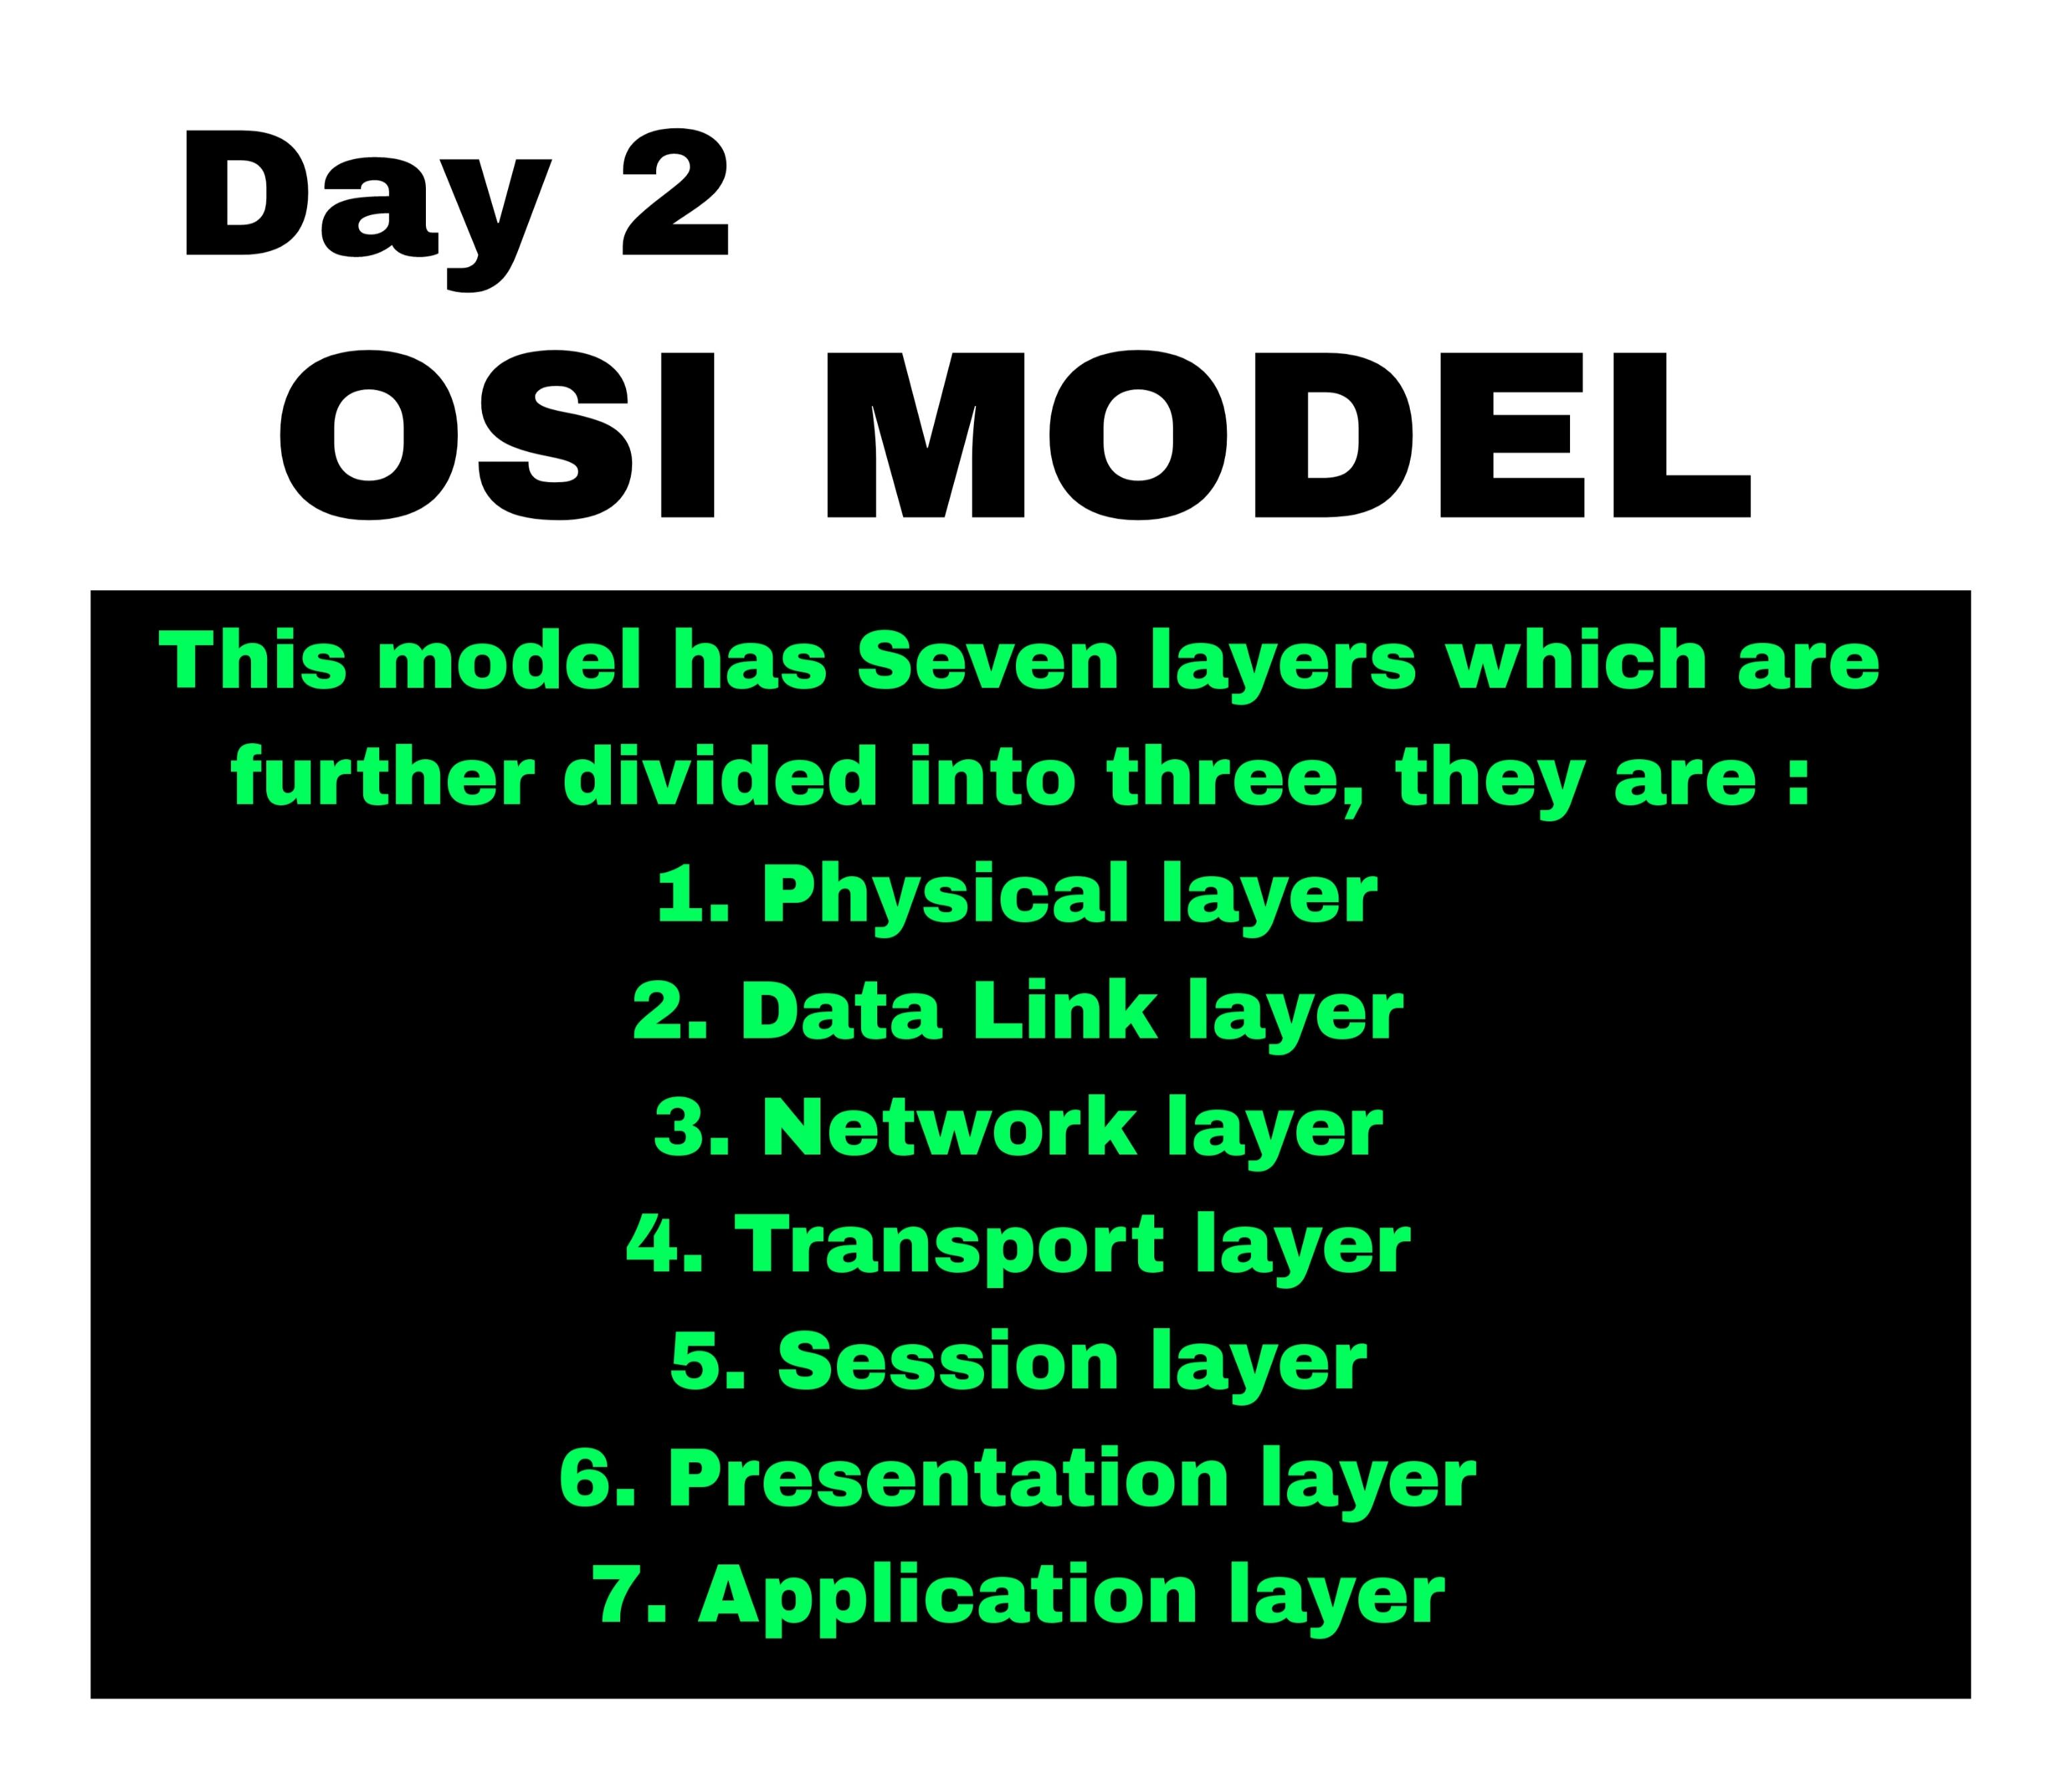 Day 2
OSI MODEL
This model has Seven layers which are
further divided into three, they are :
1. Physical layer
2. Data Link layer
3. Network layer
4. Transport layer
5. Session layer
6. Presentation layer
7. Application layer